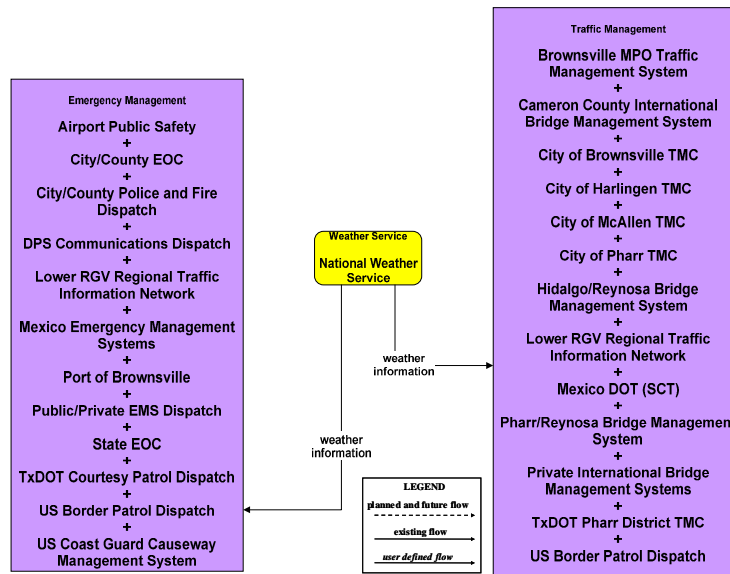 Emergency Management
Airport Public Safety
+
City/County EOC
+
City/County Police and Fire
Dispatch
+
DPS Communications Dispatch
+
Lower RGV Regional Traffic
Information Network
+
Mexico Emergency Management
Systems
+
Port of Brownsville
+
Public/Private EMS Dispatch
+
State EOC
+
TxDOT Courtesy Patrol Dispatch
+
US Border Patrol Dispatch
+
US Coast Guard Causeway
Management System
Weather Service
National Weather
Service
weather
information
weather
information
LEGEND
planned and future flow
existing flow
user defined flow
Traffic Management
Brownsville MPO Traffic
Management System
+
Cameron County International
Bridge Management System
+
City of Brownsville TMC
+
City of Harlingen TMC
+
City of McAllen TMC
+
City of Pharr TMC
+
Hidalgo/Reynosa Bridge
Management System
+
Lower RGV Regional Traffic
Information Network
+
Mexico DOT (SCT)
+
Pharr/Reynosa Bridge Management
System
+
Private International Bridge
Management Systems
+
TxDOT Pharr District TMC
+
US Border Patrol Dispatch